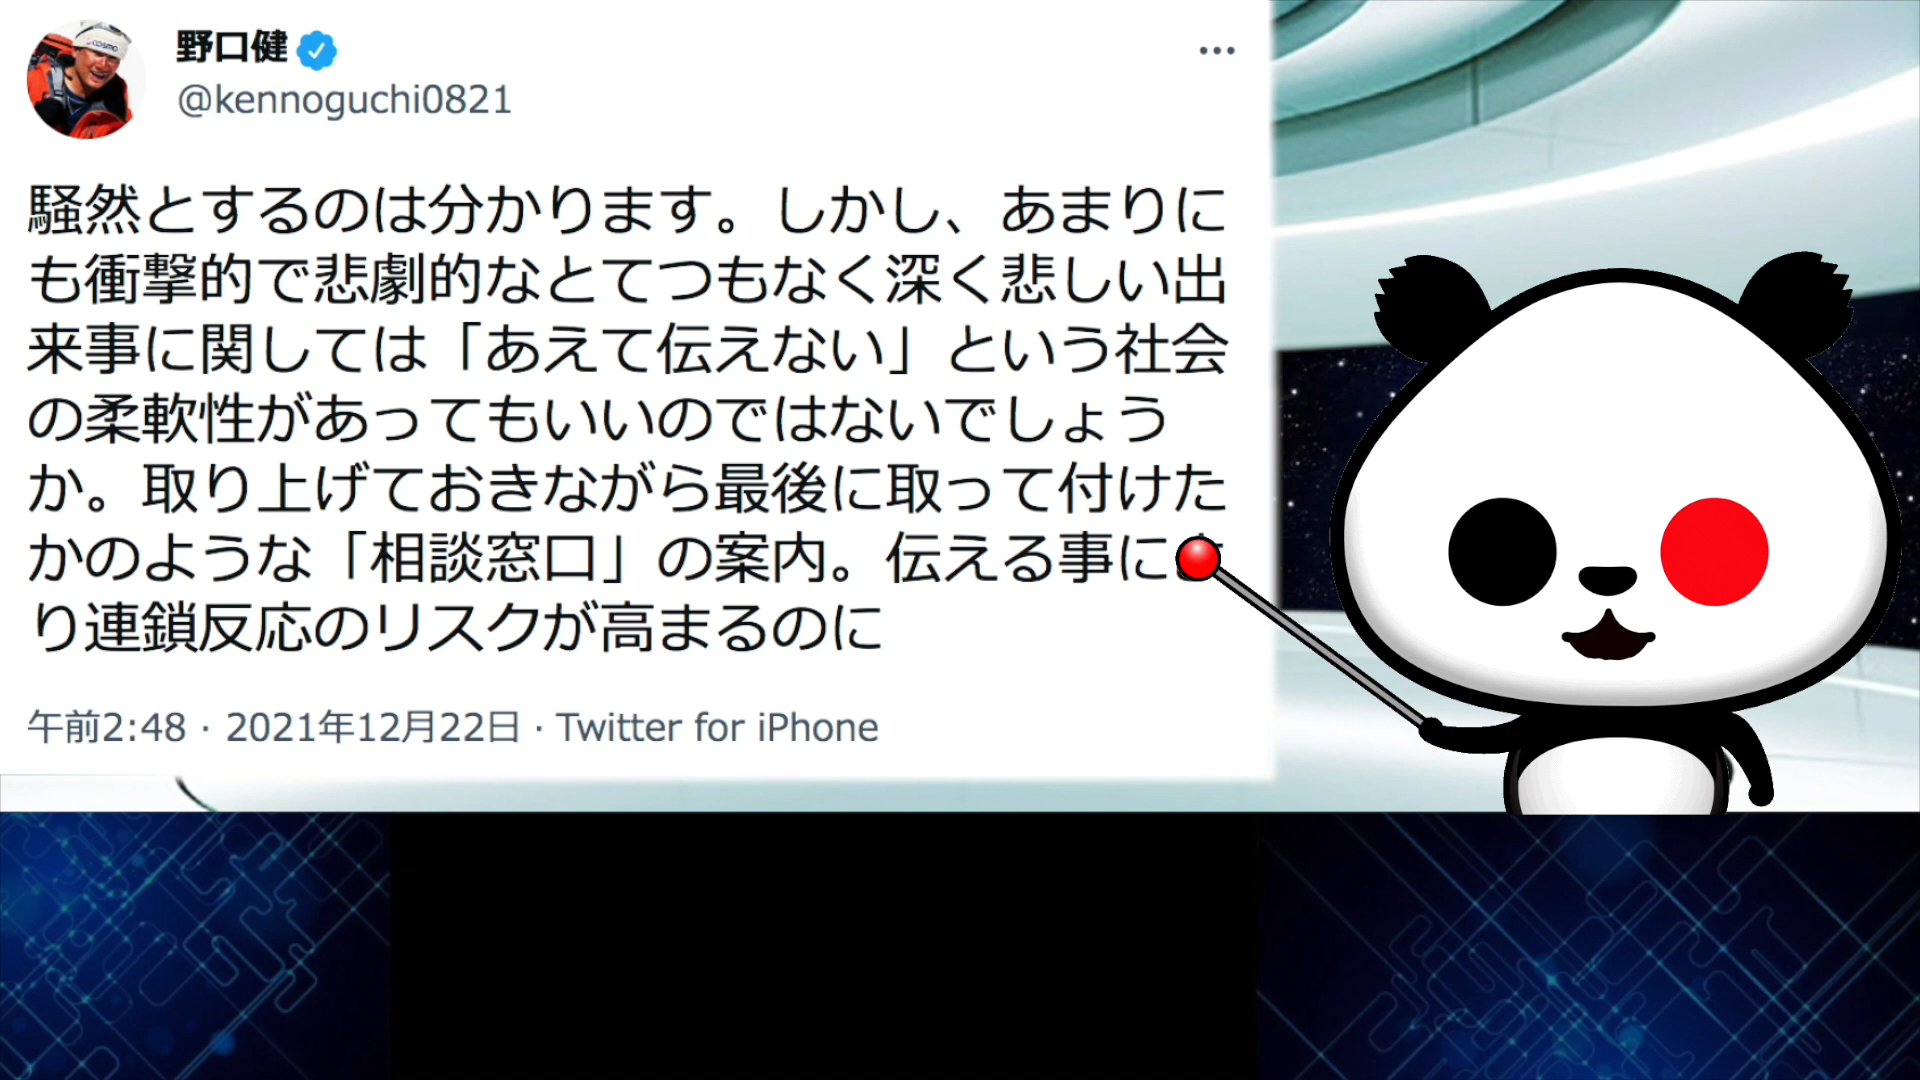 野口健
@kennoguchi0821
COSMO
騒然とするのは分かります。しかし、あまりに
も衝撃的で悲劇的なとてつもなく深く悲しい出
来事に関しては「あえて伝えない」という社会
の柔軟性があってもいいのではないでしょう
か。取り上げておきながら最後に取って付けた
かのような「相談窓口」の案内。伝える事に
り連鎖反応のリスクが高まるのに
午前2:48 · 2021年12月22日 · Twitter for iPhone